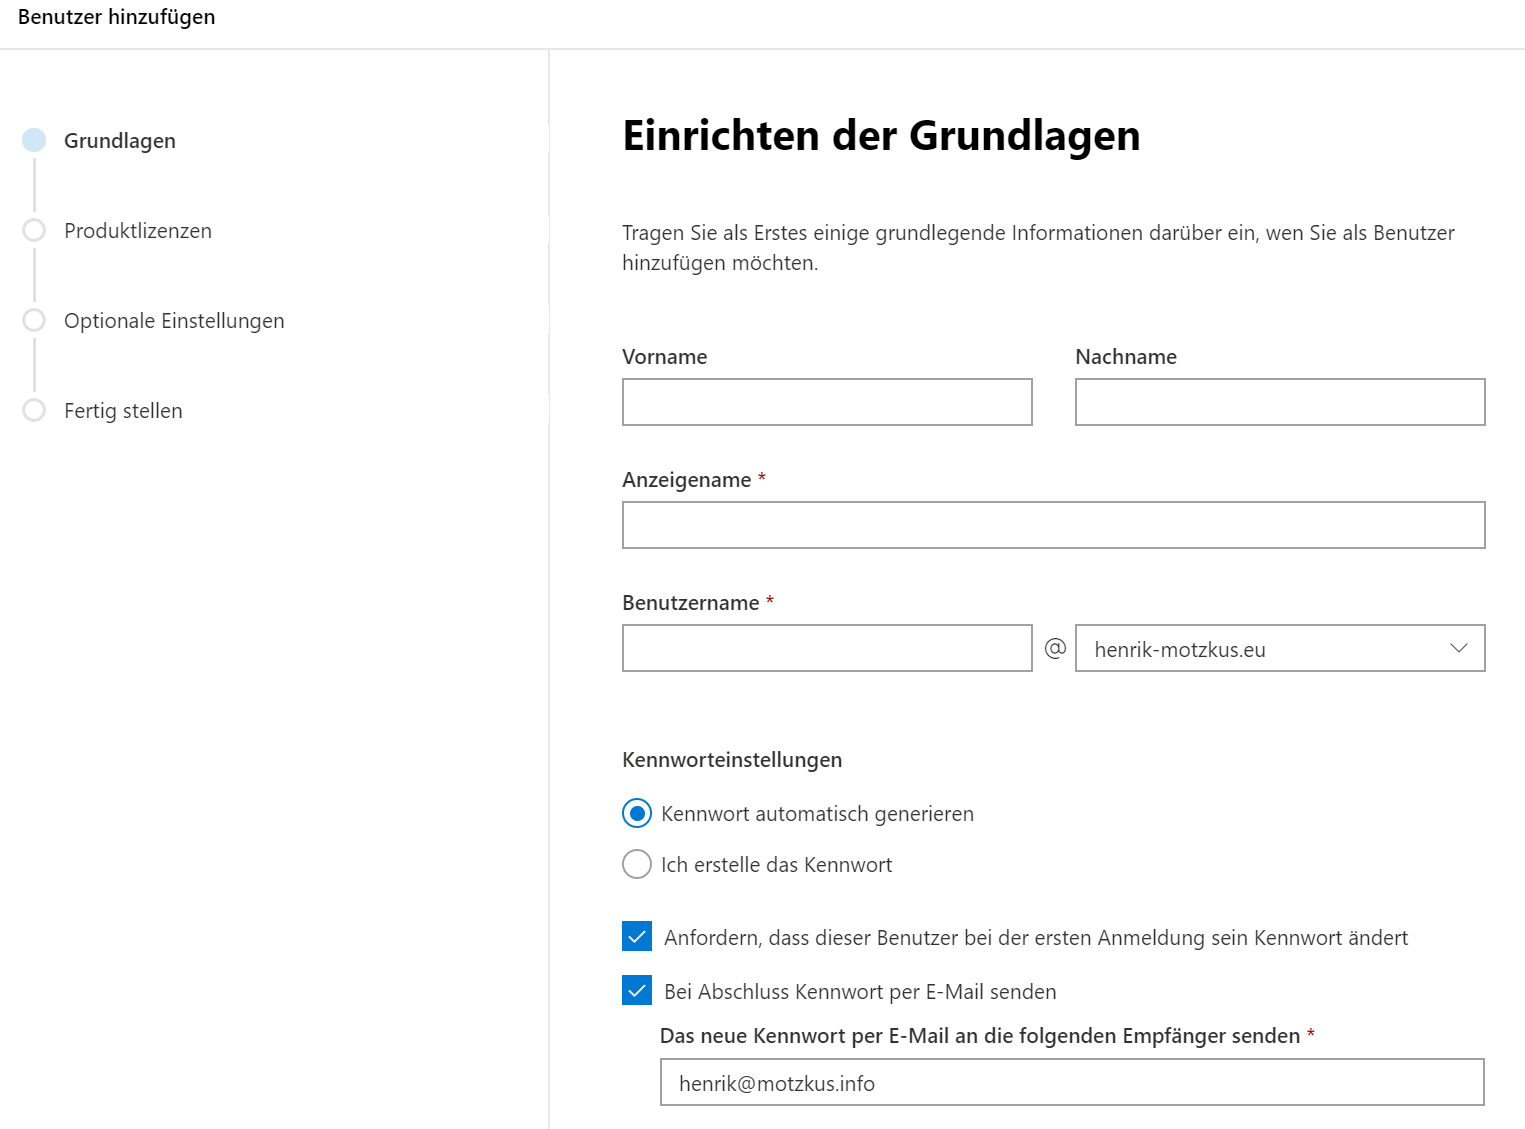 Benutzer hinzufügen
Grundlagen
Produktlizenzen
Optionale Einstellungen
Fertig stellen
Einrichten der Grundlagen
Tragen Sie als Erstes einige grundlegende Informationen darüber ein, wen Sie als Benutzer
hinzufügen möchten.
Vorname
Nachname
Anzeigename *
Benutzername *
@ henrik-motzkus.eu
Kennworteinstellungen
Kennwort automatisch generieren
Ich erstelle das Kennwort
Anfordern, dass dieser Benutzer bei der ersten Anmeldung sein Kennwort ändert
Bei Abschluss Kennwort per E-Mail senden
Das neue Kennwort per E-Mail an die folgenden Empfänger senden *
henrik@motzkus.info